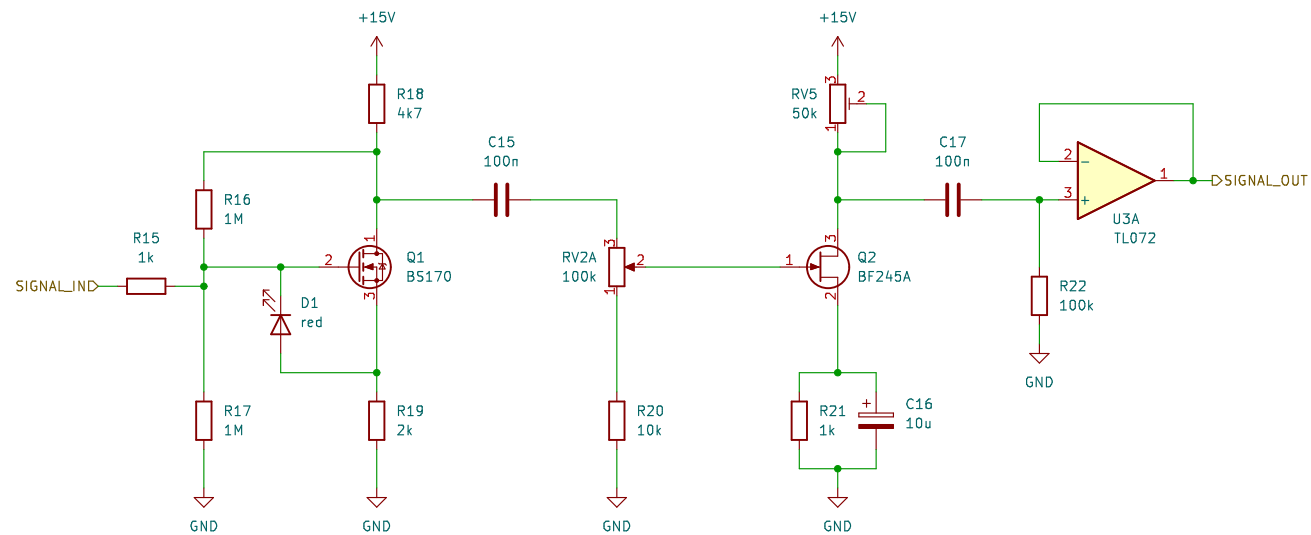 +15V
+15V
R18
4k7
RV5
50k
3
2
1
C15
100n
C17
100n
R16
1M
R15
1k
SIGNAL_IN
1
2
3
Q1
BS170
D1
red
RV2A
100k
3
2
1
1
3
2
Q2
BF245A
2
3
1
−
+
U3A
TL072
SIGNAL_OUT
R22
100k
GND
R17
1M
R19
2k
R20
10k
R21
1k
+
C16
10u
GND
GND
GND
GND